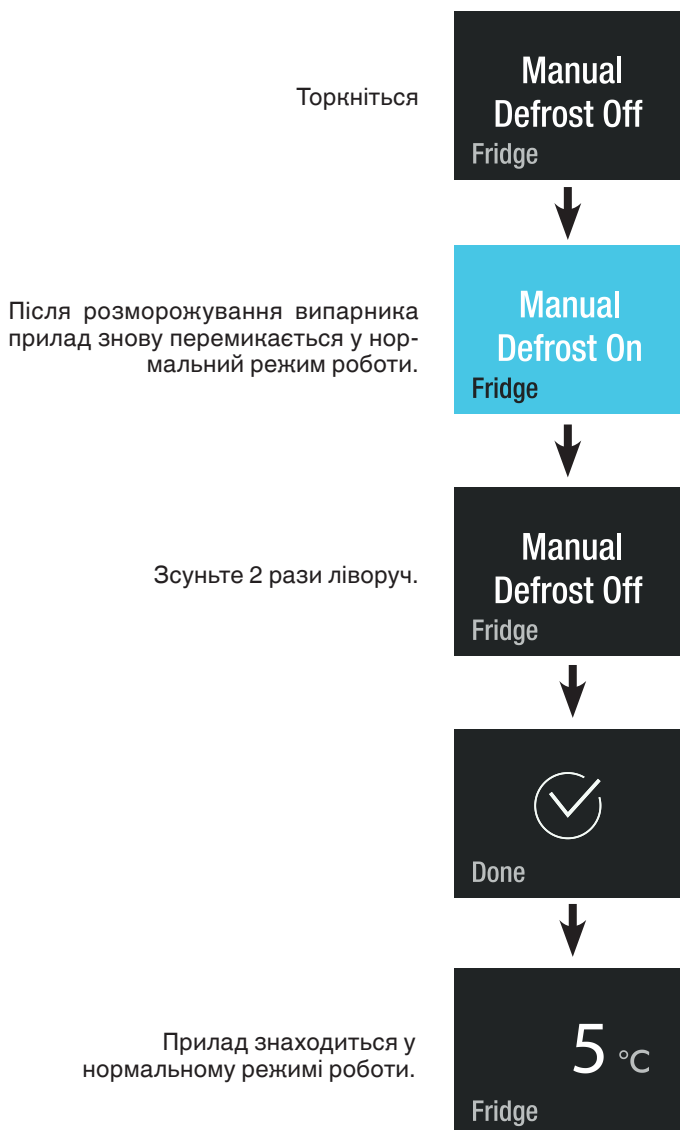 Торкніться
Manual
Defrost Off
Fridge
Після розморожування випарника
прилад знову перемикається у нор-
мальний режим роботи.
Manual
Defrost On
Fridge
Зсуньте 2 рази ліворуч.
Manual
Defrost Off
Fridge
Done
Прилад знаходиться у
нормальному режимі роботи.
5 °C
Fridge